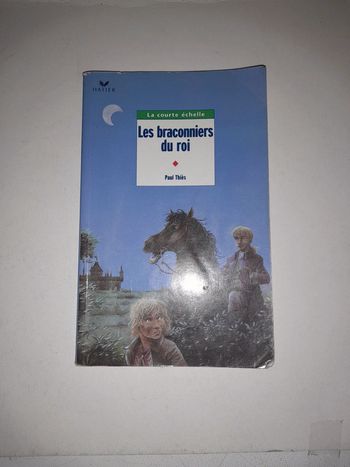 HATIER
La courte échelle
Les braconniers
du roi
Paul Thiès